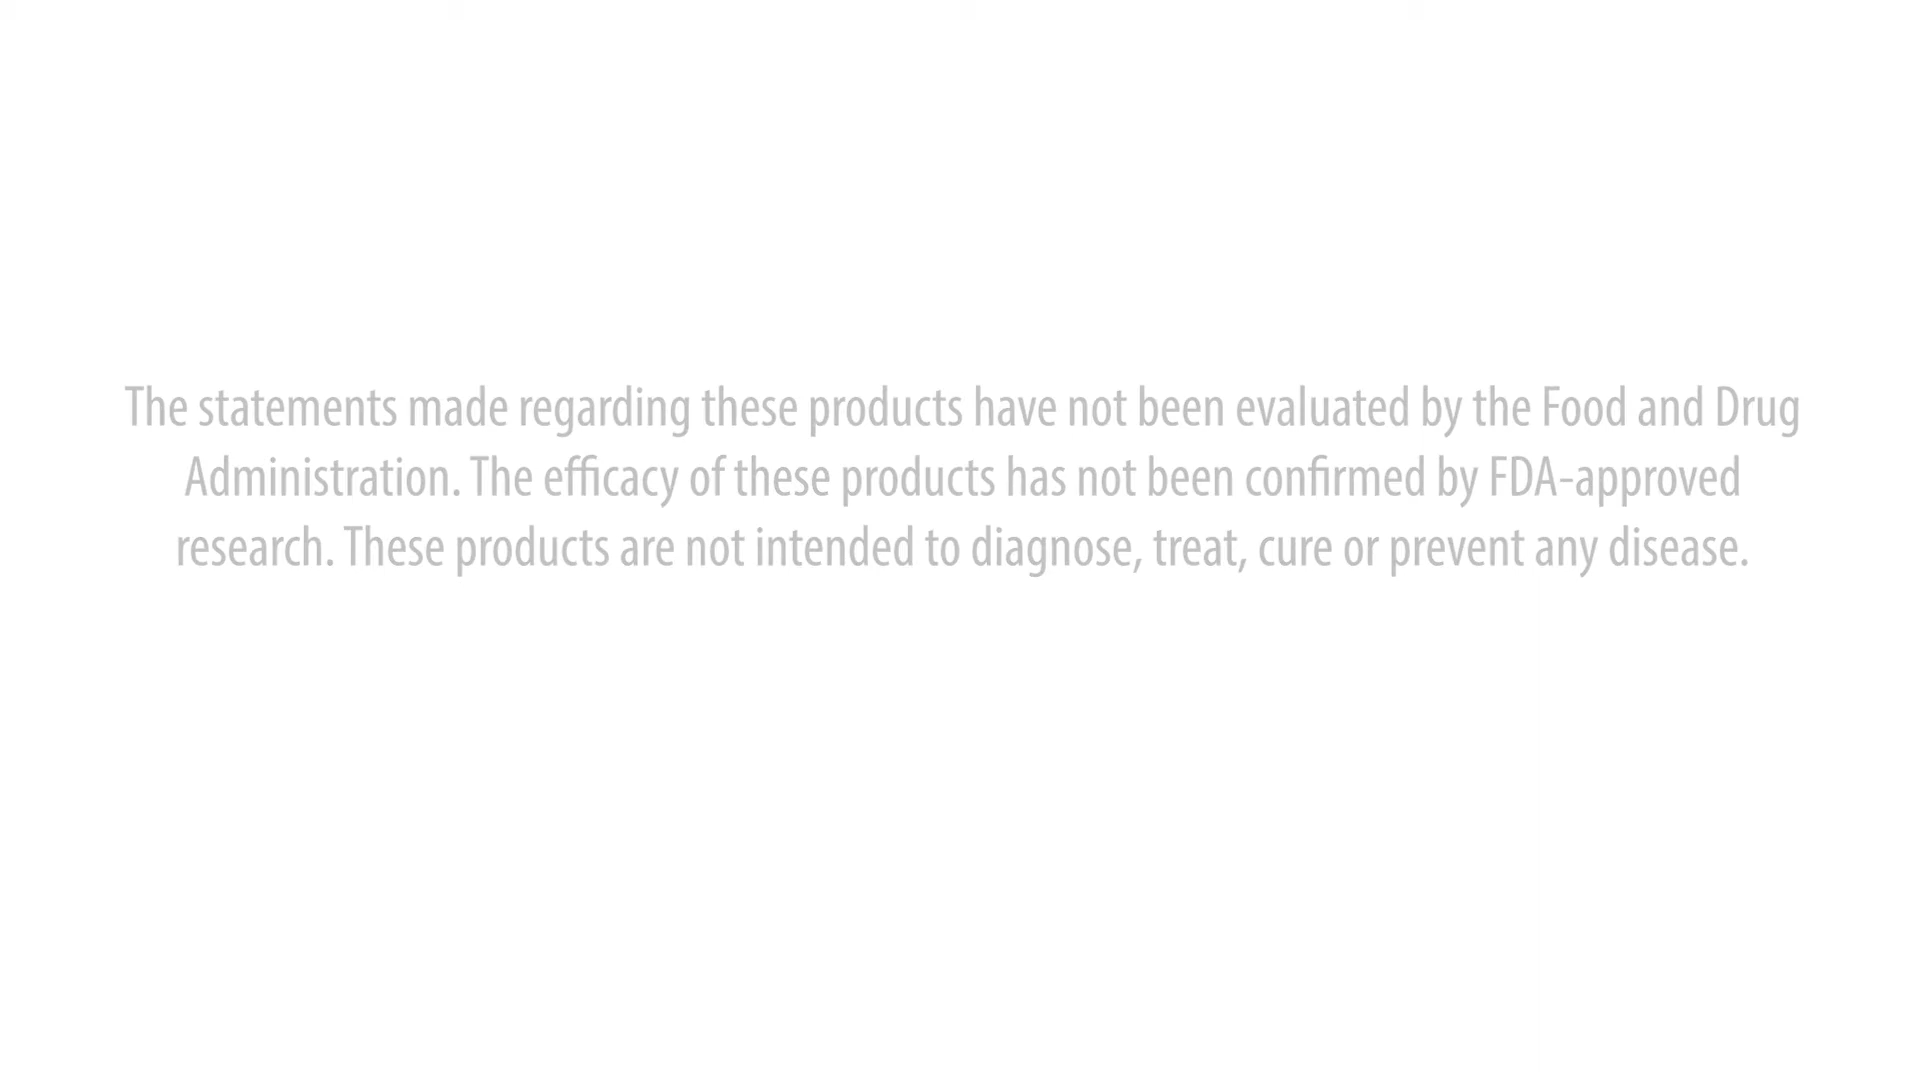 The statements made regarding these products have not been evaluated by the Food and Drug
Administration. The efficacy of these products has not been confirmed by FDA-approved
research. These products are not intended to diagnose, treat, cure or prevent any disease.